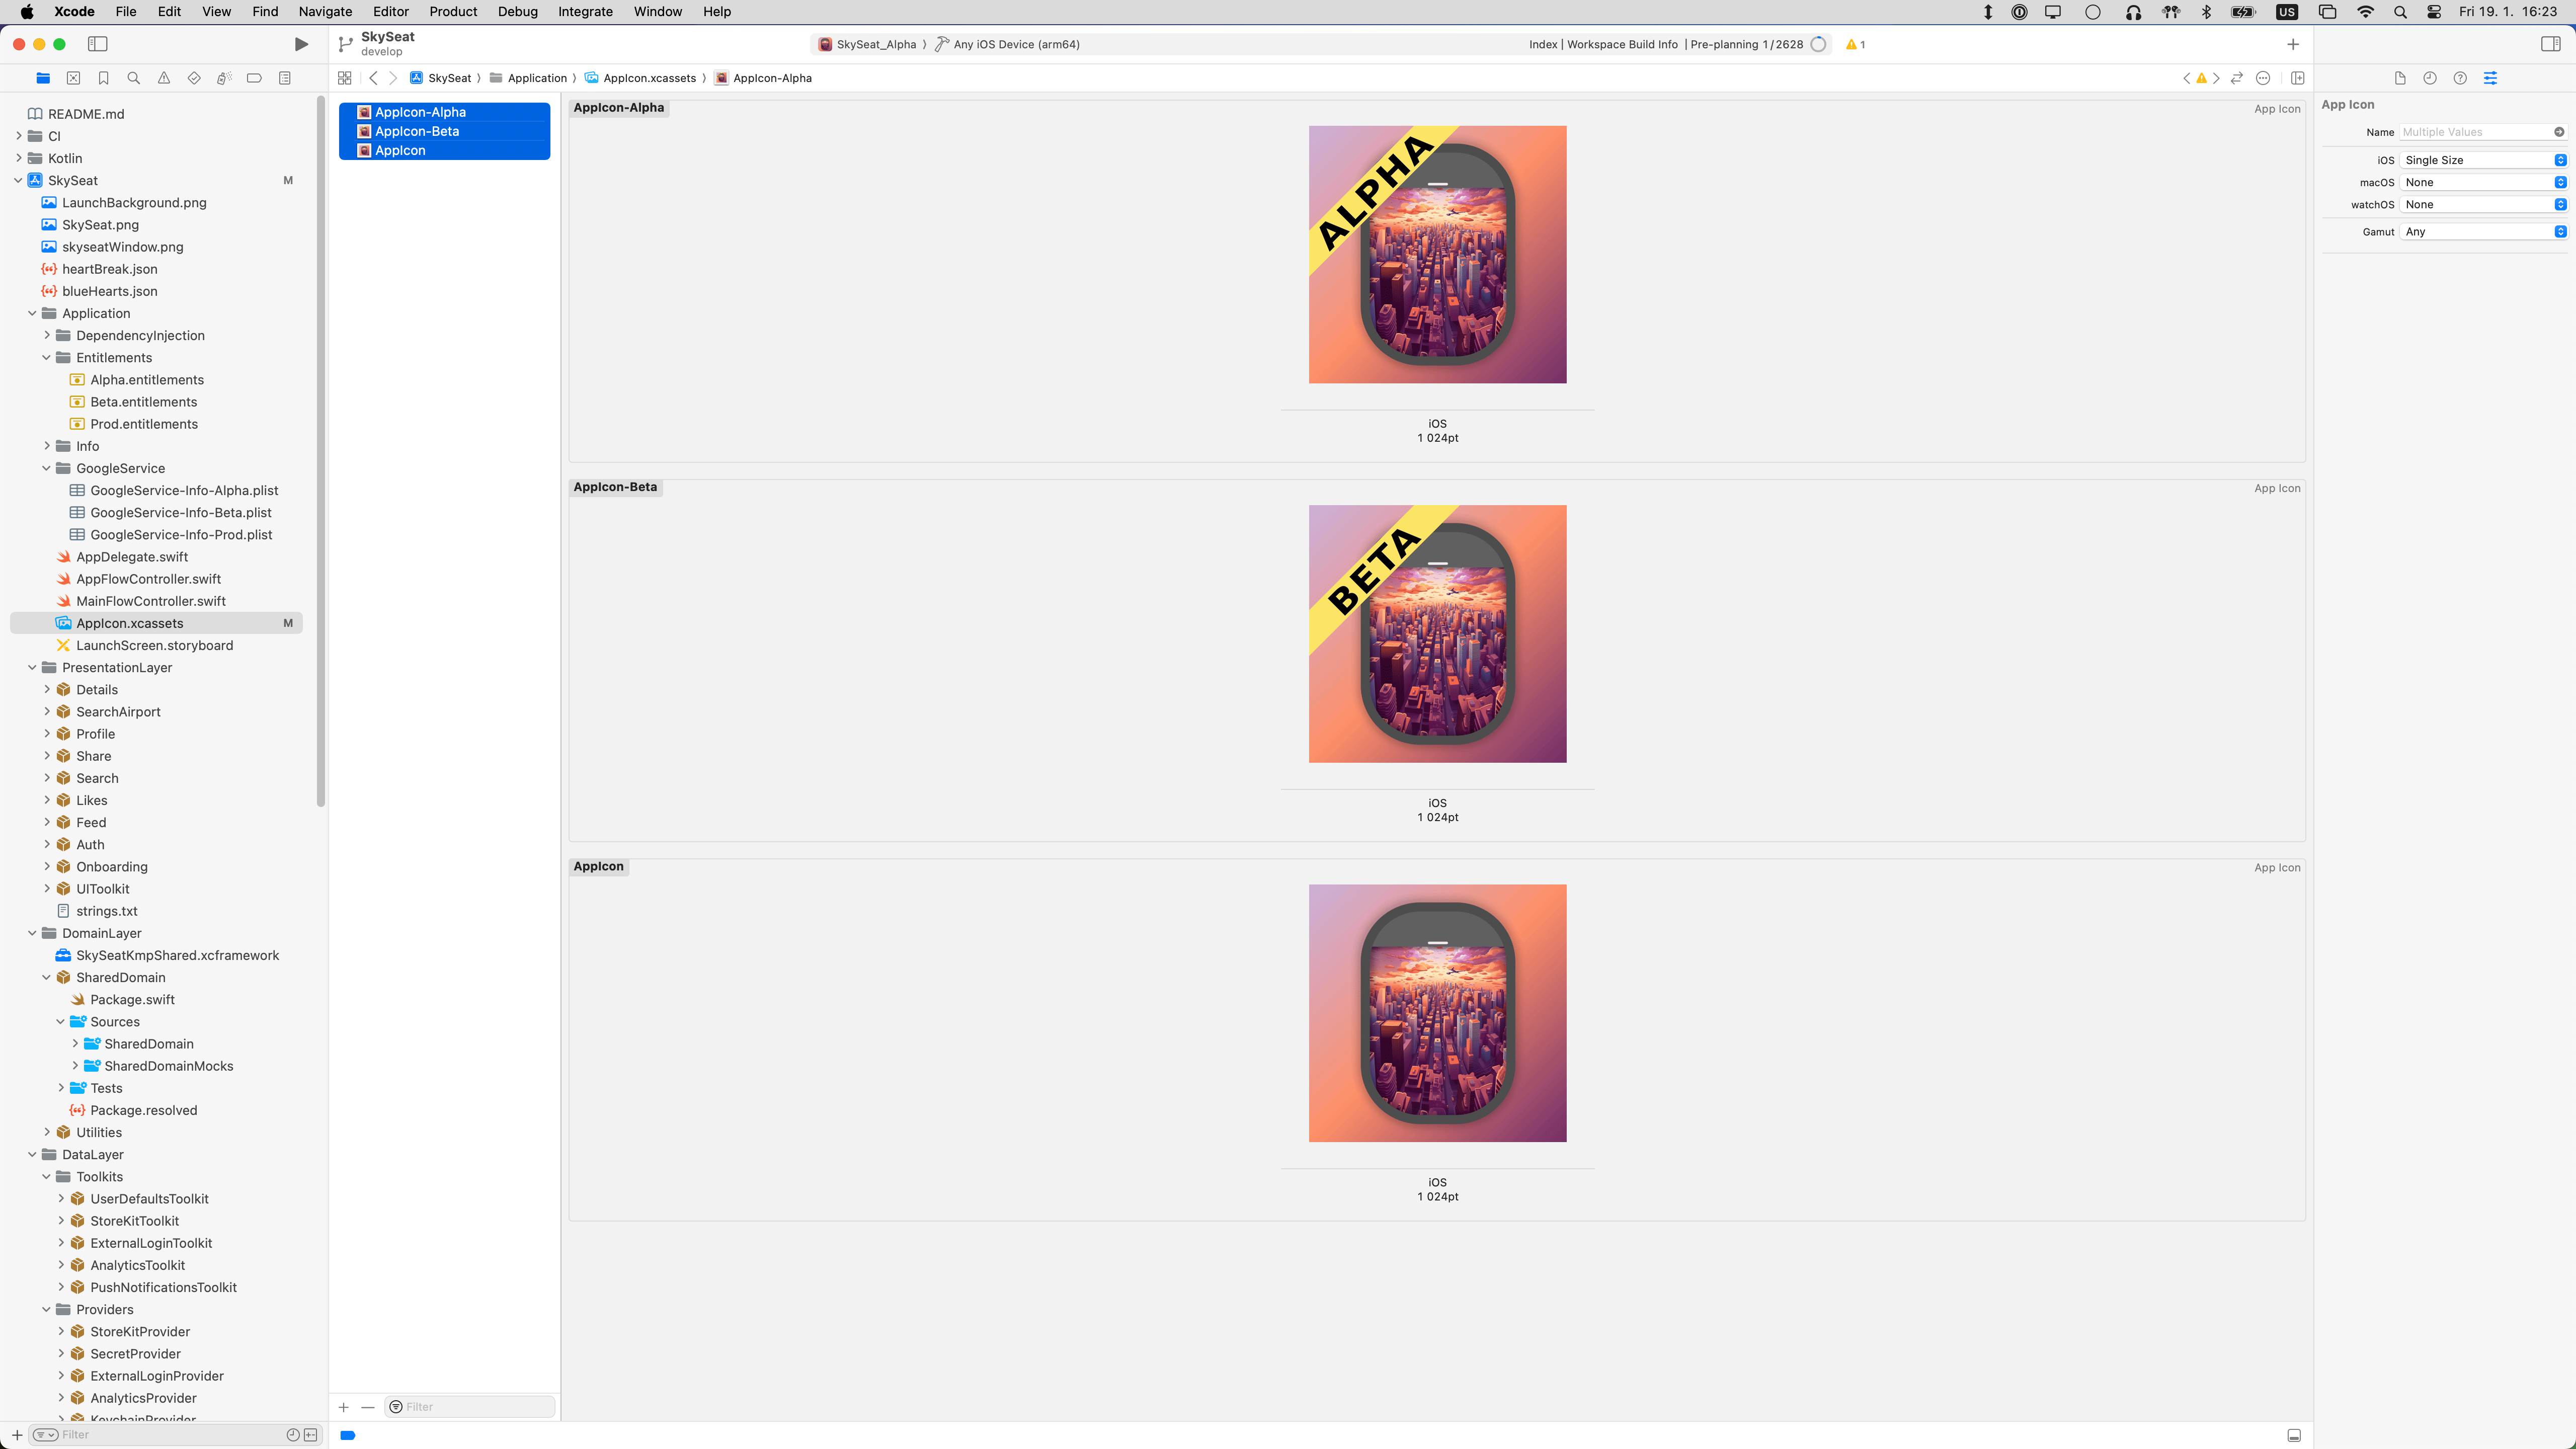 Xcode File Edit View Find Navigate Editor Product Debug Integrate Window Help US Fri 19. 1. 16:23
SkySeat
develop
SkySeat_Alpha Any iOS Device (arm64) Index | Workspace Build Info | Pre-planning 1/2628 1
SkySeat Application AppIcon.xcassets AppIcon-Alpha
README.md
CI
Kotlin
SkySeat M
LaunchBackground.png
SkySeat.png
skyseatWindow.png
heartBreak.json
blueHearts.json
Application
DependencyInjection
Entitlements
Alpha.entitlements
Beta.entitlements
Prod.entitlements
Info
GoogleService
GoogleService-Info-Alpha.plist
GoogleService-Info-Beta.plist
GoogleService-Info-Prod.plist
AppDelegate.swift
AppFlowController.swift
MainFlowController.swift
AppIcon.xcassets M
LaunchScreen.storyboard
PresentationLayer
Details
SearchAirport
Profile
Share
Search
Likes
Feed
Auth
Onboarding
UIToolkit
strings.txt
DomainLayer
SkySeatKmpShared.xcframework
SharedDomain
Package.swift
Sources
SharedDomain
SharedDomainMocks
Tests
Package.resolved
Utilities
DataLayer
Toolkits
UserDefaultsToolkit
StoreKitToolkit
ExternalLoginToolkit
AnalyticsToolkit
PushNotificationsToolkit
Providers
StoreKitProvider
SecretProvider
ExternalLoginProvider
AnalyticsProvider
KeychainProvider
Filter
AppIcon-Alpha
AppIcon-Beta
AppIcon
Filter
AppIcon-Alpha App Icon
ALPHA
iOS
1 024pt
AppIcon-Beta App Icon
BETA
iOS
1 024pt
AppIcon App Icon
iOS
1 024pt
App Icon
Name Multiple Values
iOS Single Size
macOS None
watchOS None
Gamut Any